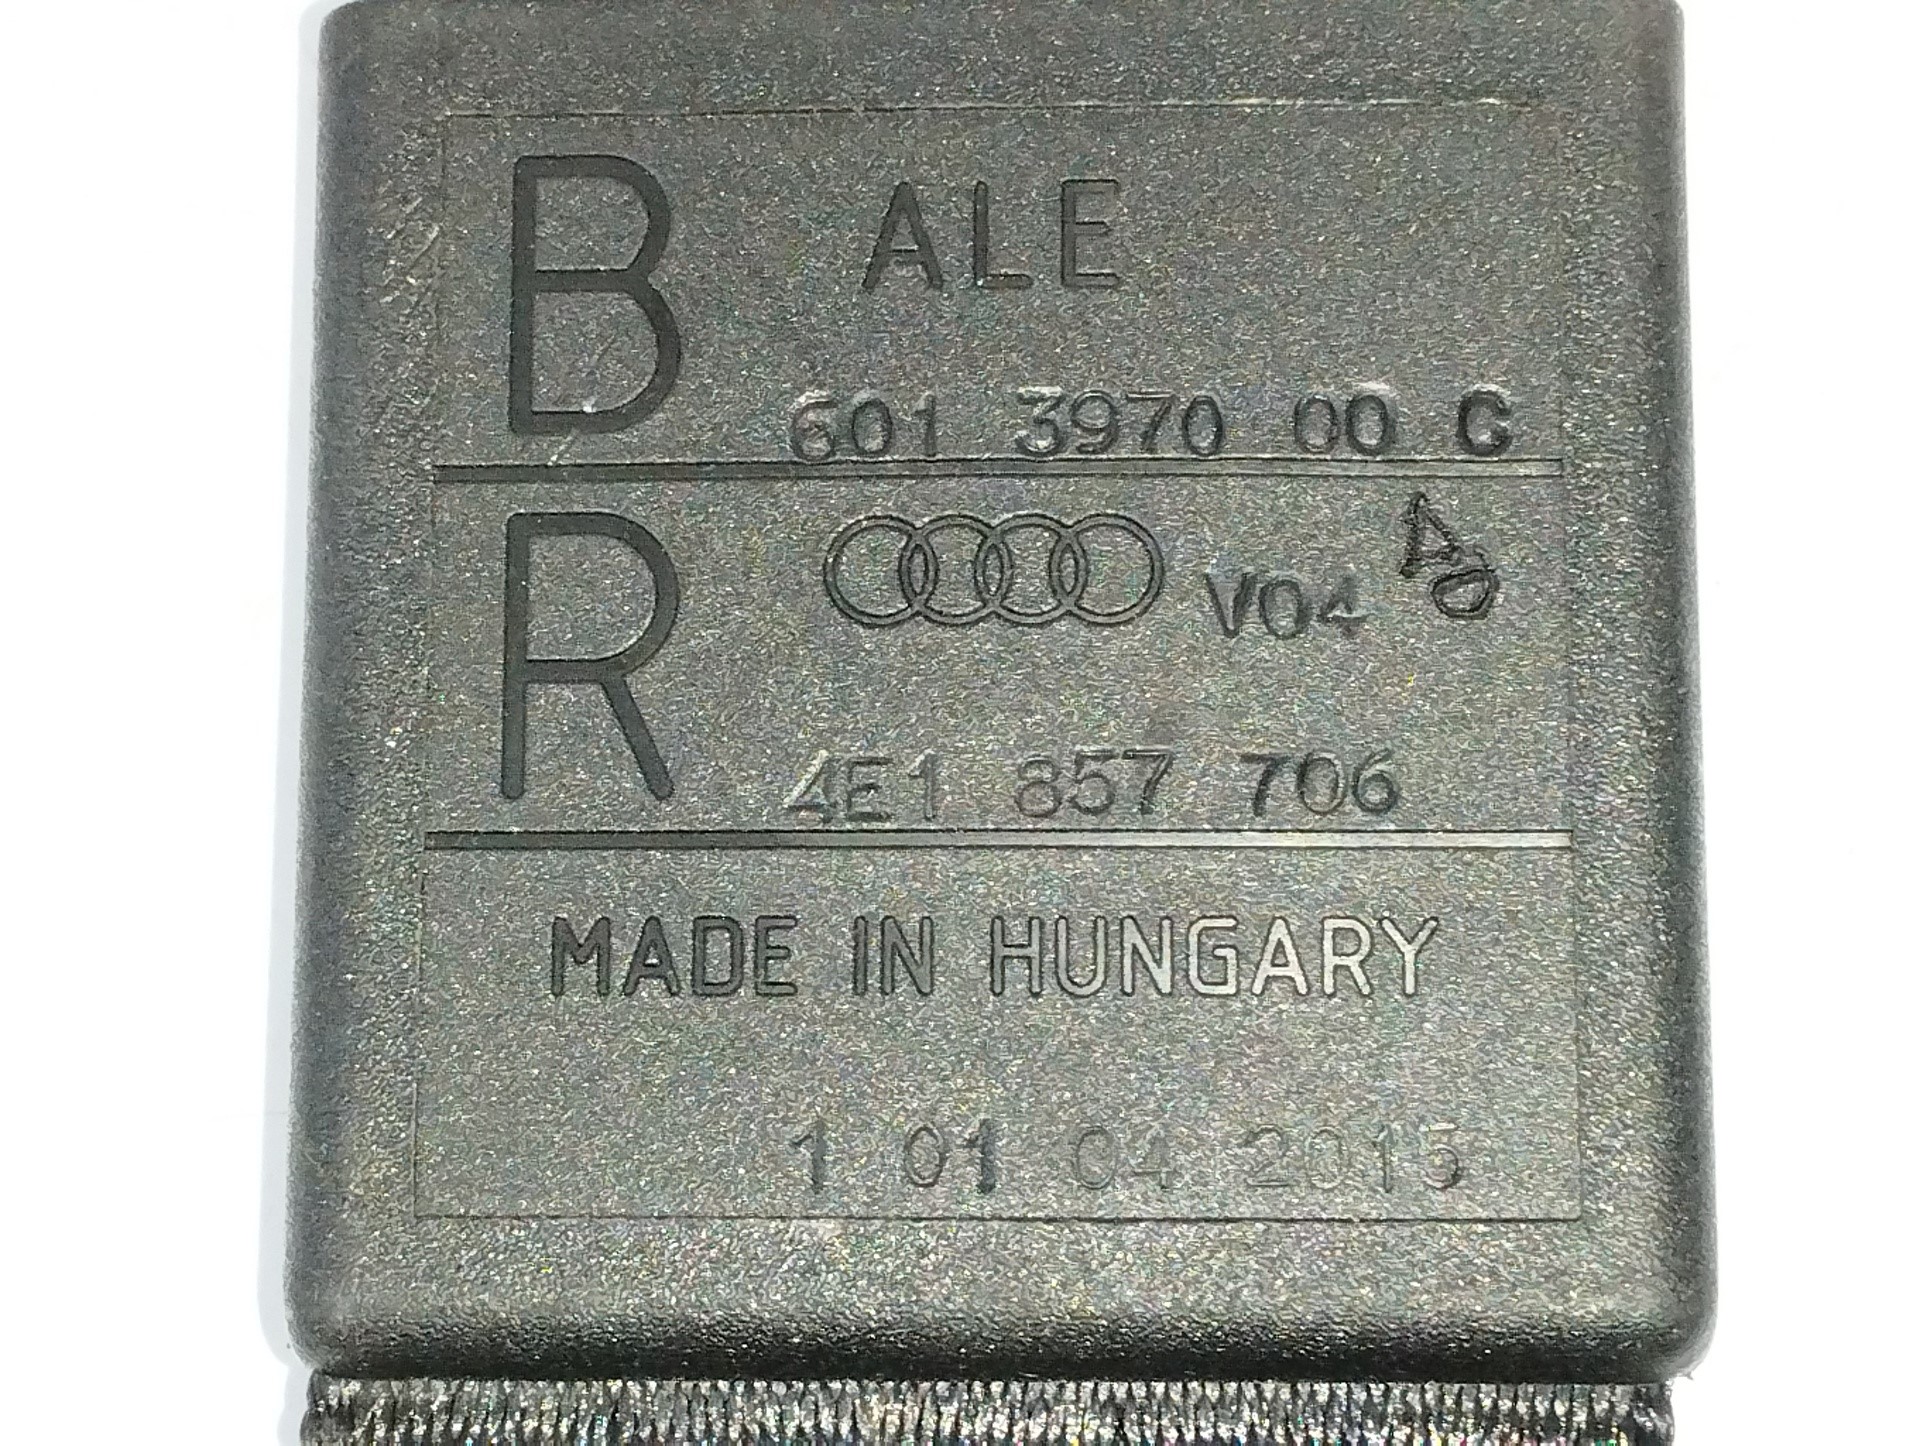 B ALE
601 3970 00 G
R V04
4E1 857 706
MADE IN HUNGARY
1 01 04 2015